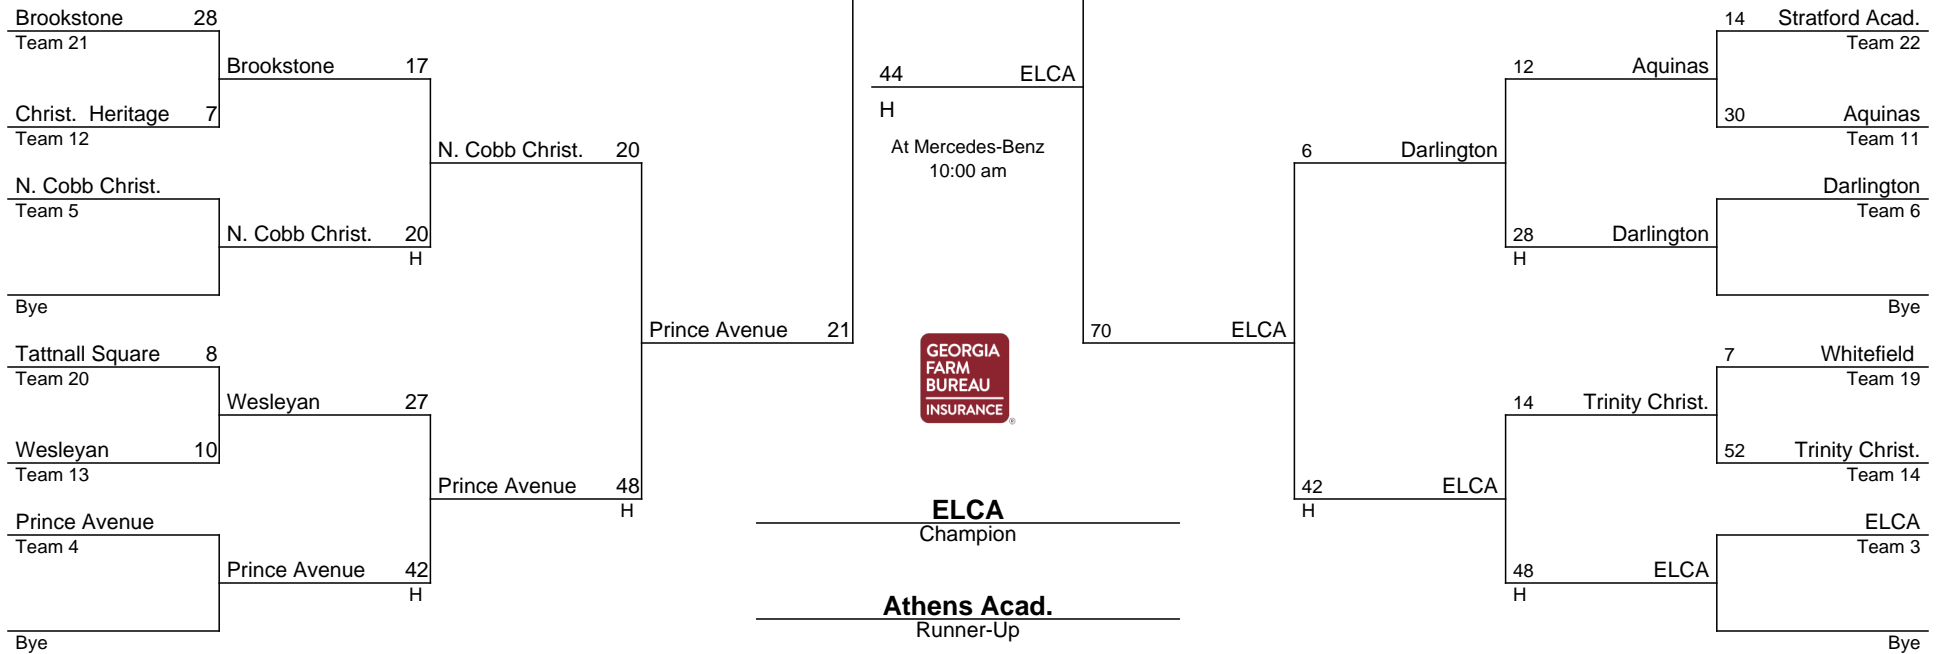 Brookstone 28
Team 21
Brookstone 17
Christ. Heritage 7
Team 12
N. Cobb Christ. 20
N. Cobb Christ.
Team 5
N. Cobb Christ. 20
H
Bye
Tattnall Square 8
Team 20
Wesleyan 27
Wesleyan 10
Team 13
Prince Avenue 48
H
Prince Avenue
Team 4
Prince Avenue 42
H
Bye
Prince Avenue 21
44 ELCA
H
At Mercedes-Benz
10:00 am
GEORGIA
FARM
BUREAU
INSURANCE
®
ELCA
Champion
Athens Acad.
Runner-Up
70 ELCA
6 Darlington
42 ELCA
H
12 Aquinas
28 Darlington
H
14 Trinity Christ.
48 ELCA
H
14 Stratford Acad.
Team 22
30 Aquinas
Team 11
Darlington
Team 6
Bye
7 Whitefield
Team 19
52 Trinity Christ.
Team 14
ELCA
Team 3
Bye